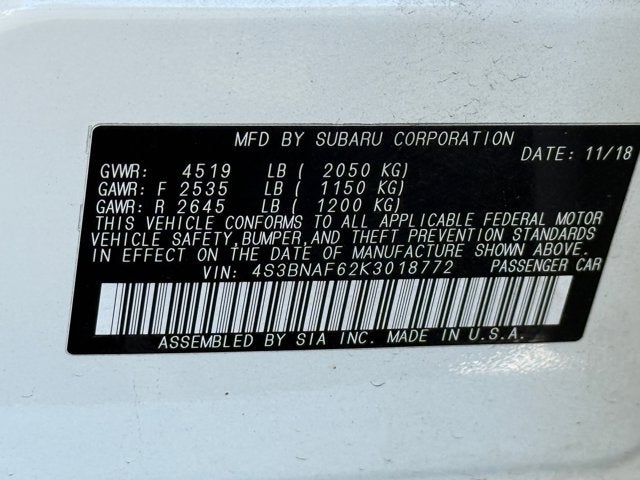 MFD BY SUBARU CORPORATION
DATE: 11/18
GVWR: 4519 LB ( 2050 KG)
GAWR: F 2535 LB ( 1150 KG)
GAWR: R 2645 LB ( 1200 KG)
THIS VEHICLE CONFORMS TO ALL APPLICABLE FEDERAL MOTOR
VEHICLE SAFETY, BUMPER, AND THEFT PREVENTION STANDARDS
IN EFFECT ON THE DATE OF MANUFACTURE SHOWN ABOVE.
VIN: 4S3BNAF62K3018772 PASSENGER CAR
ASSEMBLED BY SIA INC. MADE IN U.S.A.